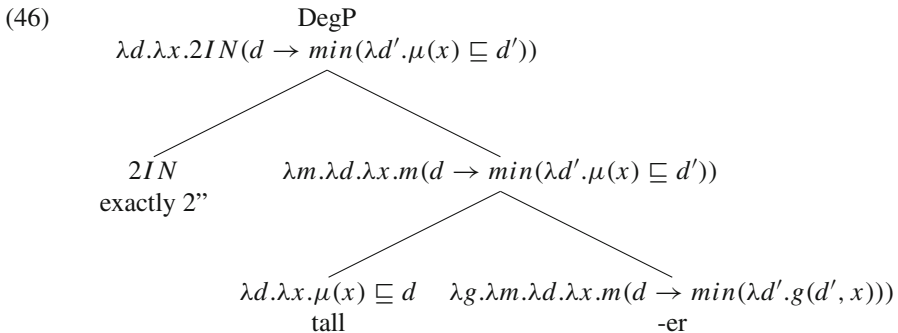 (46) DegP
λd.λx.2IN(d → min(λd′.μ(x) ⊑ d′))
2IN λm.λd.λx.m(d → min(λd′.μ(x) ⊑ d′))
exactly 2”
λd.λx.μ(x) ⊑ d λg.λm.λd.λx.m(d → min(λd′.g(d′, x)))
tall -er